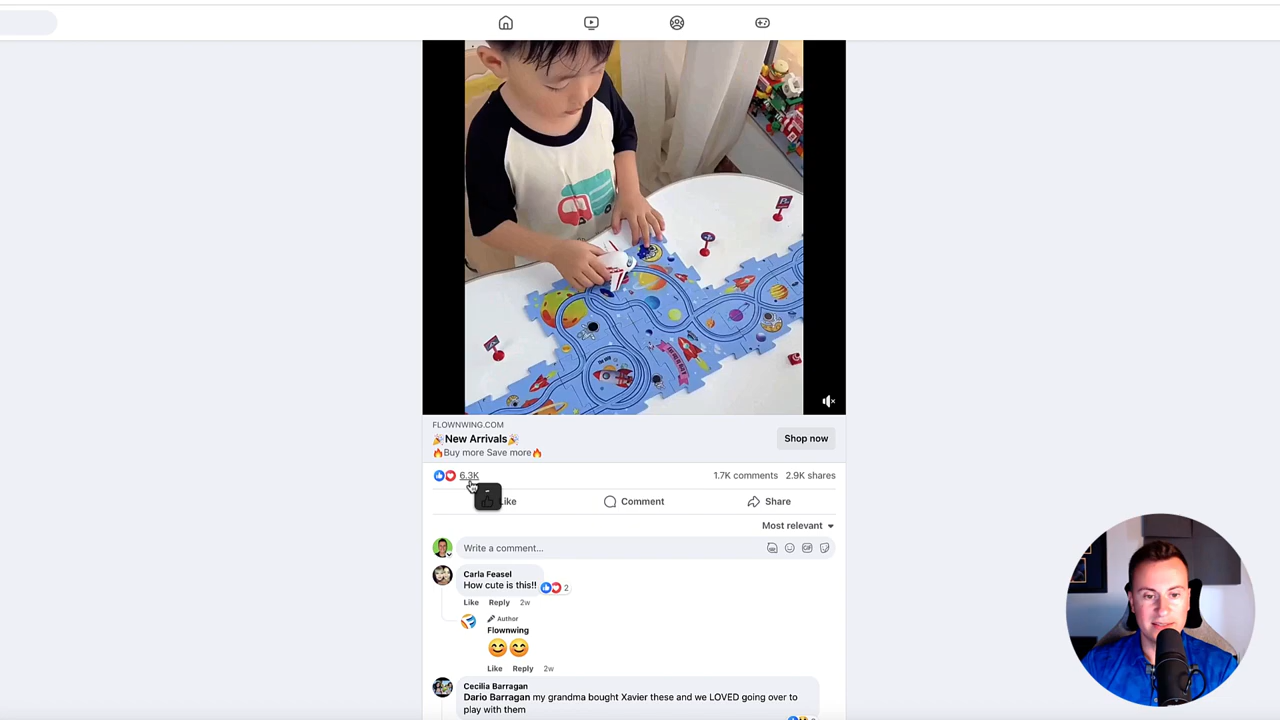 FLOWNWING.COM
🎉New Arrivals🎉
Shop now
🔥Buy more Save more🔥
6.3K
1.7K comments 2.9K shares
Like
Comment
Share
Most relevant
Write a comment...
GIF
Carla Feasel
How cute is this!!
2
Like Reply 2w
Author
Flownwing
😊😊
Like Reply 2w
Cecilia Barragan
Dario Barragan my grandma bought Xavier these and we LOVED going over to
play with them